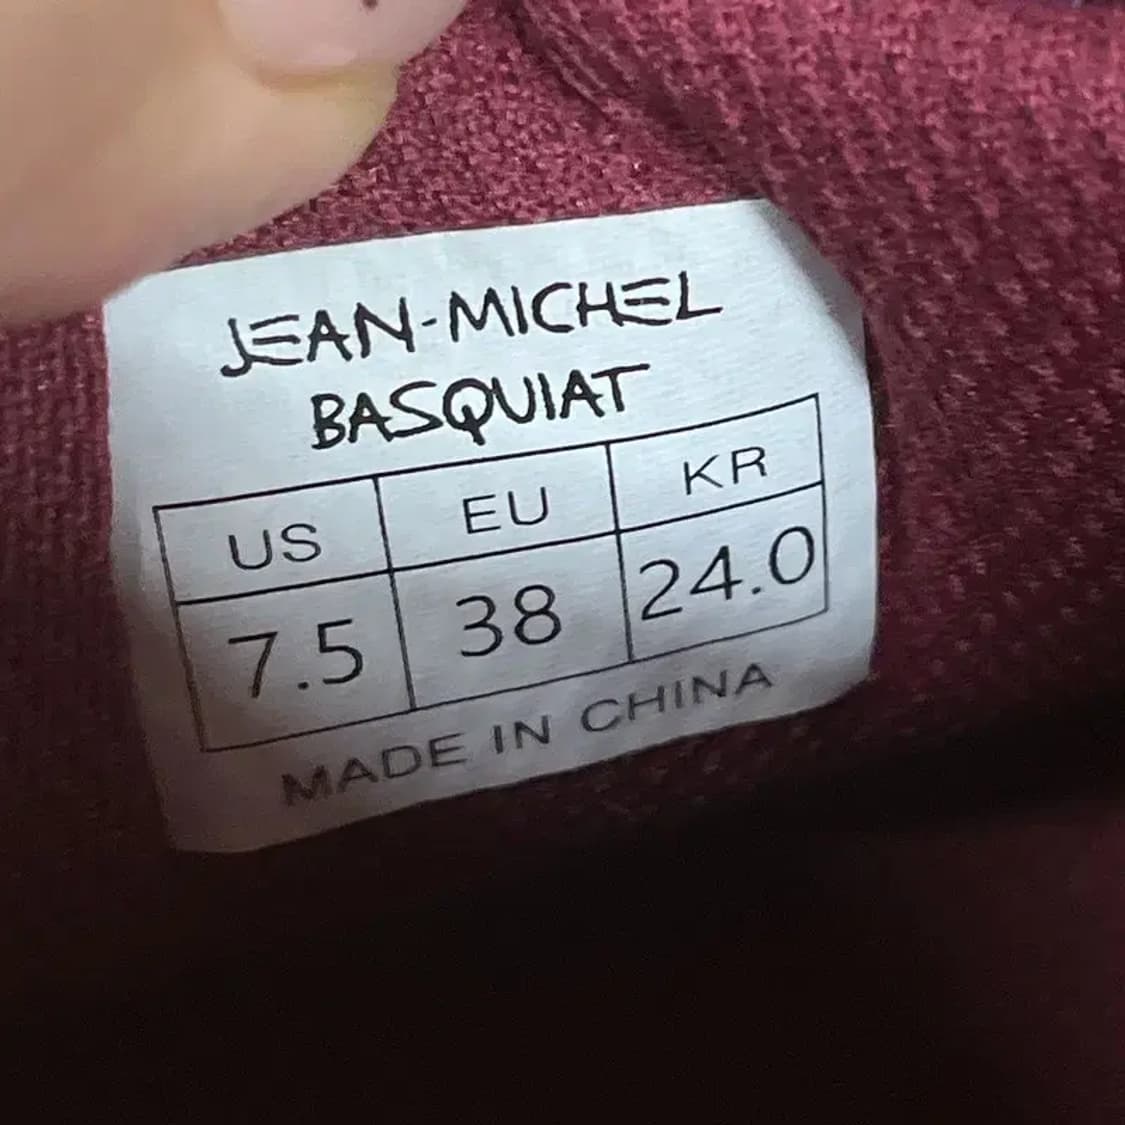 JEAN-MICHEL
BASQUIAT
US EU KR
7.5 38 24.0
MADE IN CHINA